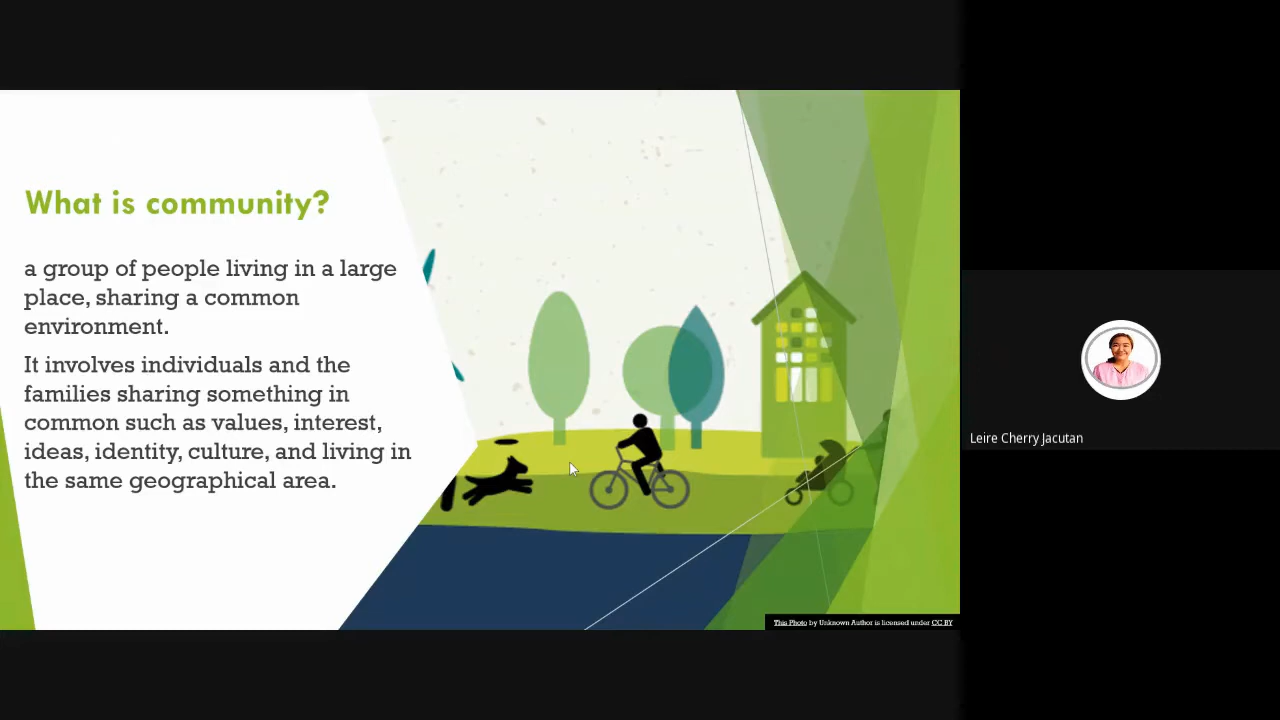 What is community?
a group of people living in a large
place, sharing a common
environment.
It involves individuals and the
families sharing something in
common such as values, interest,
ideas, identity, culture, and living in
the same geographical area.
Leire Cherry Jacutan
This Photo by Unknown Author is licensed under CC BY